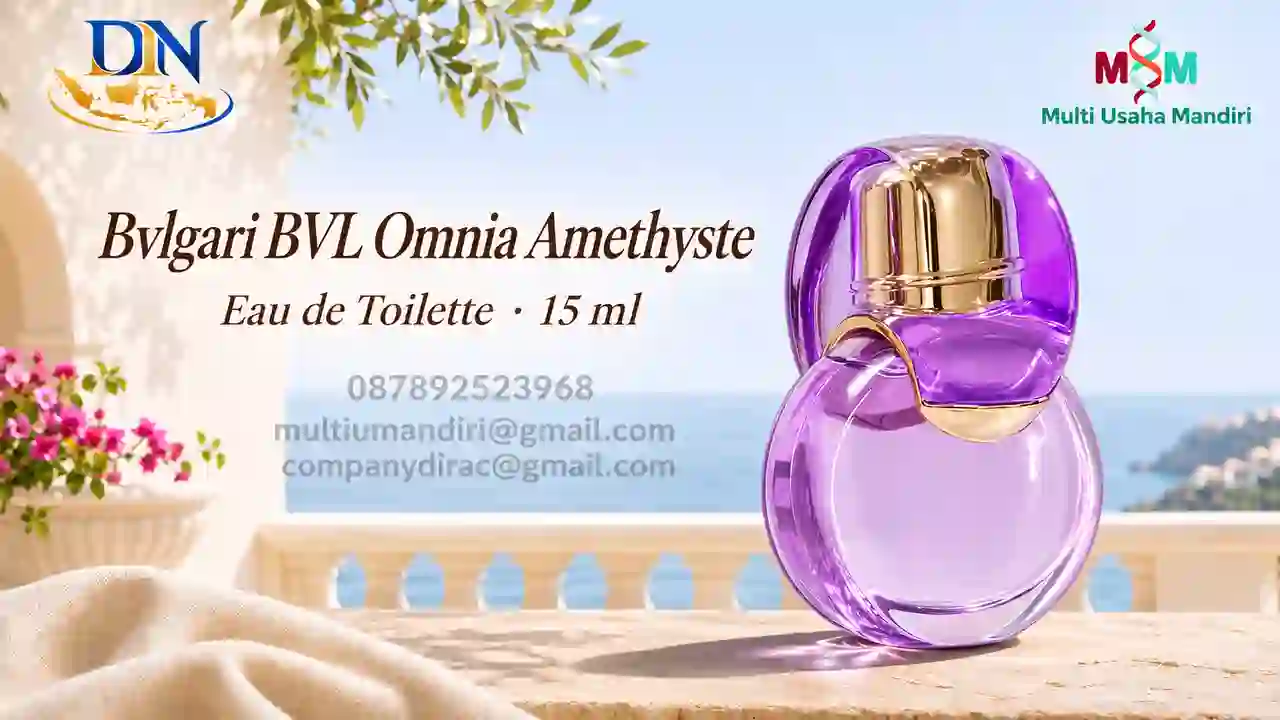 DN
MSM
Multi Usaha Mandiri
Bvlgari BVL Omnia Amethyste
Eau de Toilette · 15 ml
087892523968
multiumandiri@gmail.com
companydirac@gmail.com